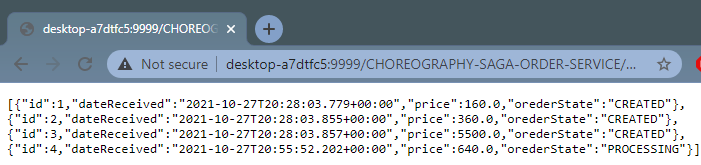 desktop-a7dtfc5:9999/CHOREOG
Not secure | desktop-a7dtfc5:9999/CHOREOGRAPHY-SAGA-ORDER-SERVICE/...
[{"id":1,"dateReceived":"2021-10-27T20:28:03.779+00:00","price":160.0,"orederState":"CREATED"},
{"id":2,"dateReceived":"2021-10-27T20:28:03.855+00:00","price":360.0,"orederState":"CREATED"},
{"id":3,"dateReceived":"2021-10-27T20:28:03.857+00:00","price":5500.0,"orederState":"CREATED"},
{"id":4,"dateReceived":"2021-10-27T20:55:52.202+00:00","price":640.0,"orederState":"PROCESSING"}]